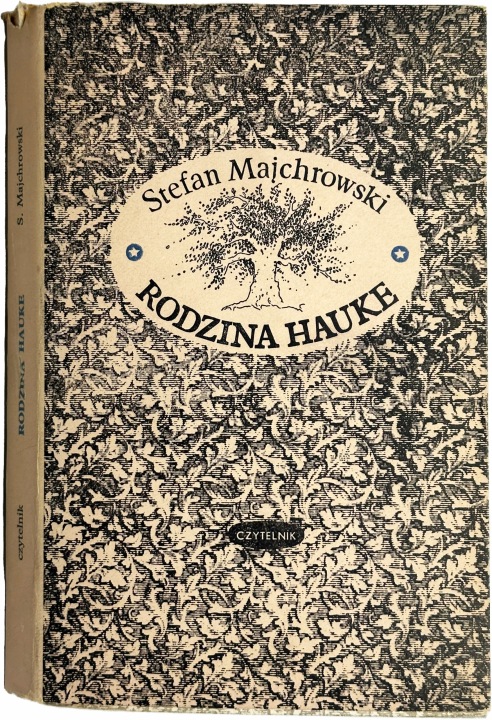 Stefan Majchrowski
RODZINA HAUKE
CZYTELNIK
czytelnik RODZINA HAUKE S. Majchrowski